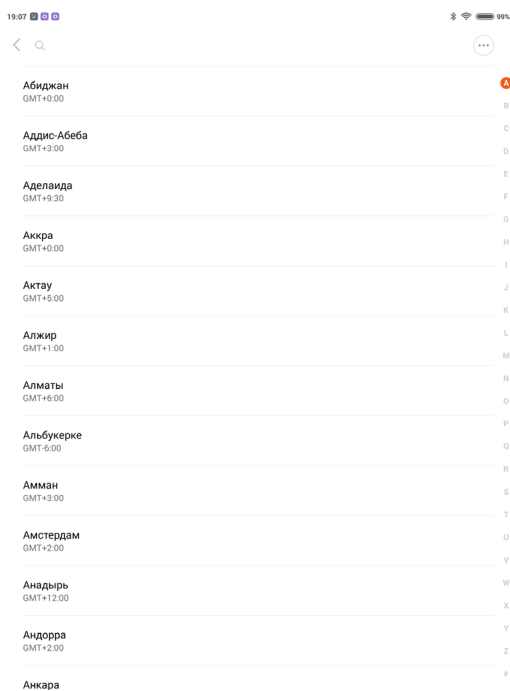 19:07 99%
A
Абиджан
GMT+0:00
B
C
Аддис-Абеба
GMT+3:00
D
E
Аделаида
GMT+9:30
F
G
Аккра
GMT+0:00
H
I
Актау
GMT+5:00
J
K
Алжир
GMT+1:00
L
M
Алматы
GMT+6:00
N
O
P
Альбукерке
GMT-6:00
Q
R
Амман
GMT+3:00
S
T
Амстердам
GMT+2:00
U
V
Анадырь
GMT+12:00
W
X
Андорра
GMT+2:00
Y
Z
#
Анкара